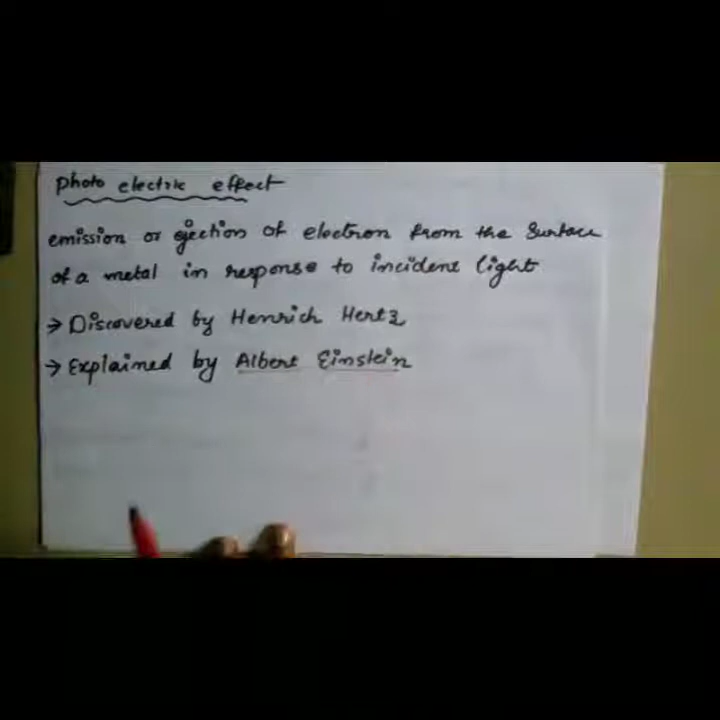 photo electric effect
emission or ejection of electron from the surface
of a metal in response to incident light
→ Discovered by Henrich Hertz
→ Explained by Albert Einstein